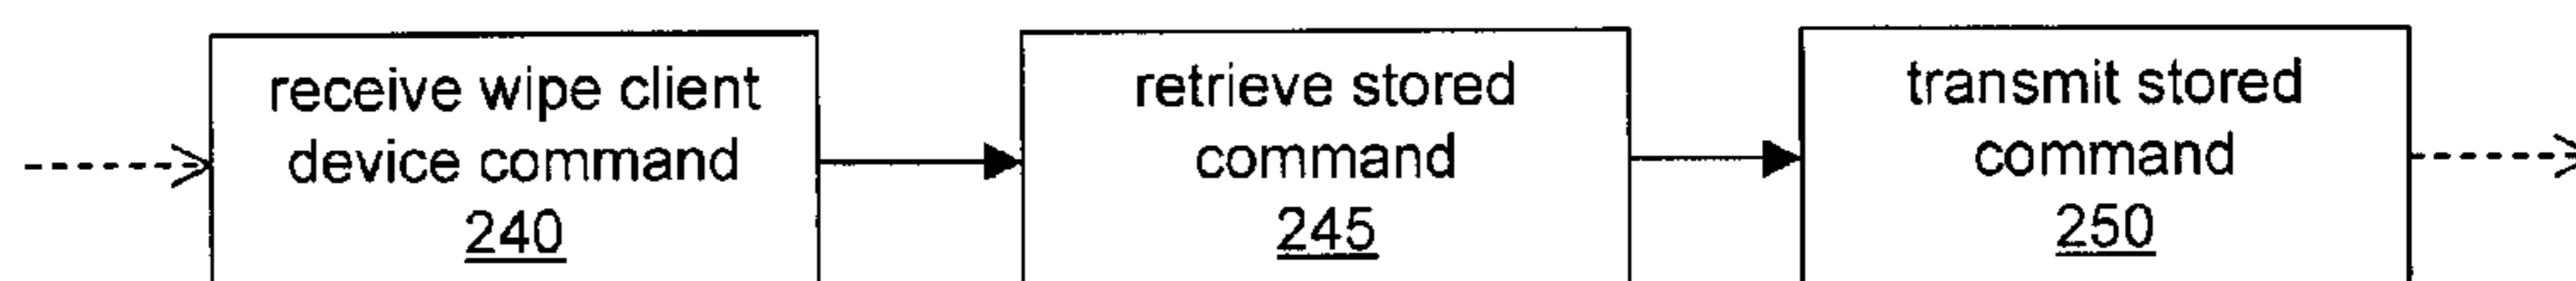 receive wipe client
device command
240
retrieve stored
command
245
transmit stored
command
250